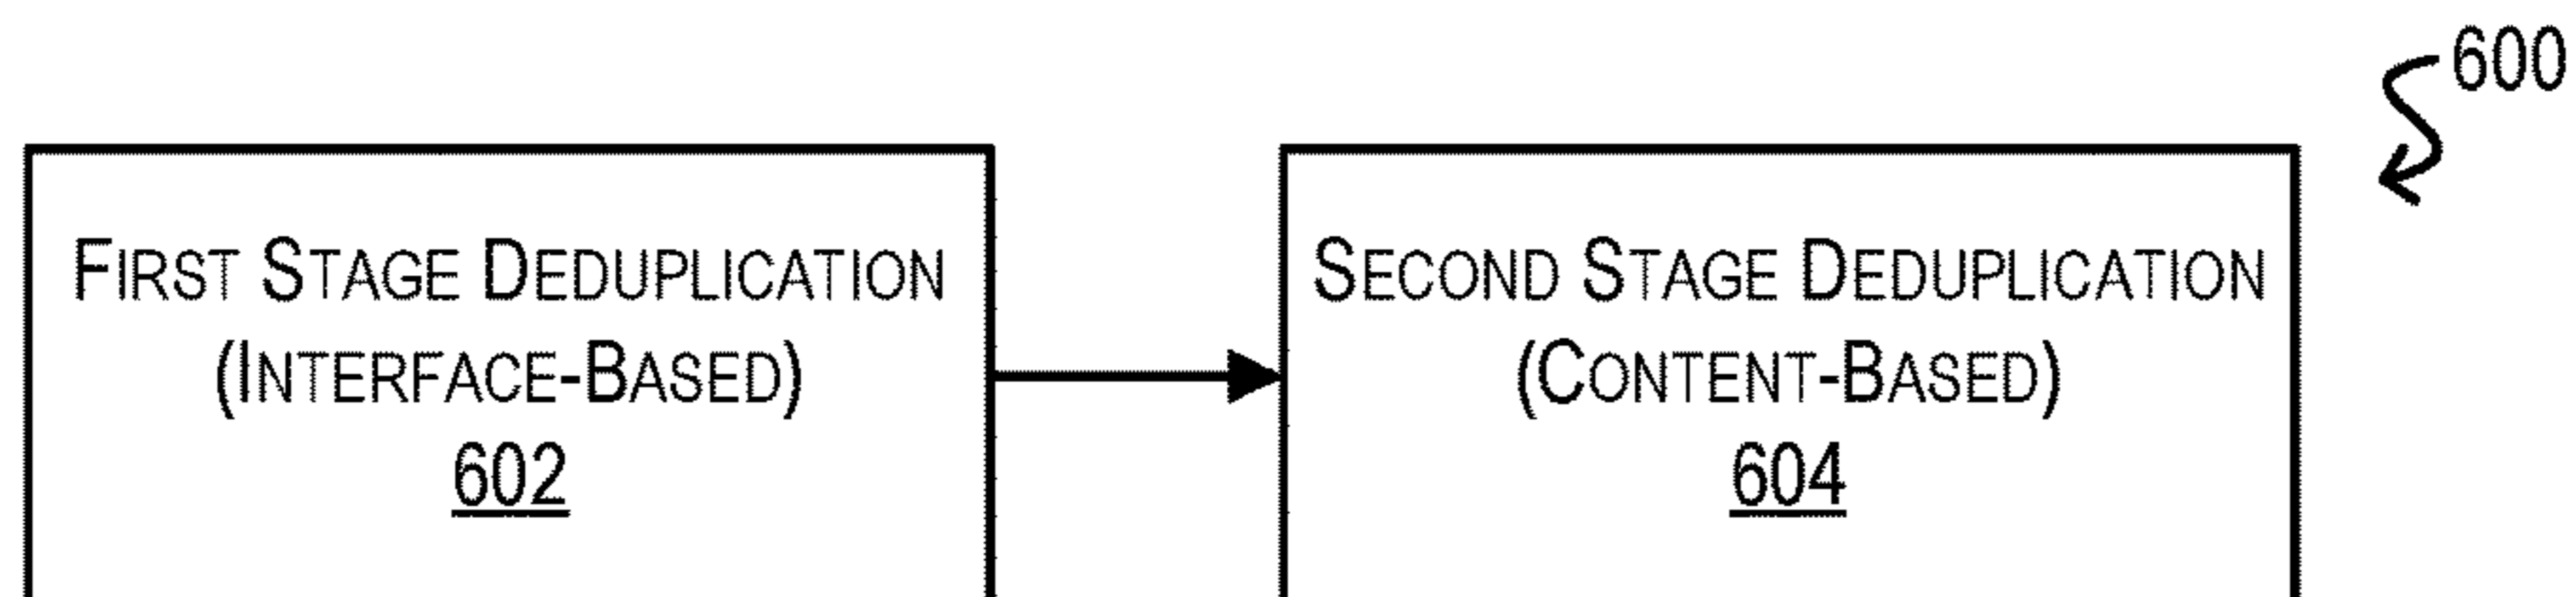 600
First Stage Deduplication
(Interface-Based)
602
Second Stage Deduplication
(Content-Based)
604